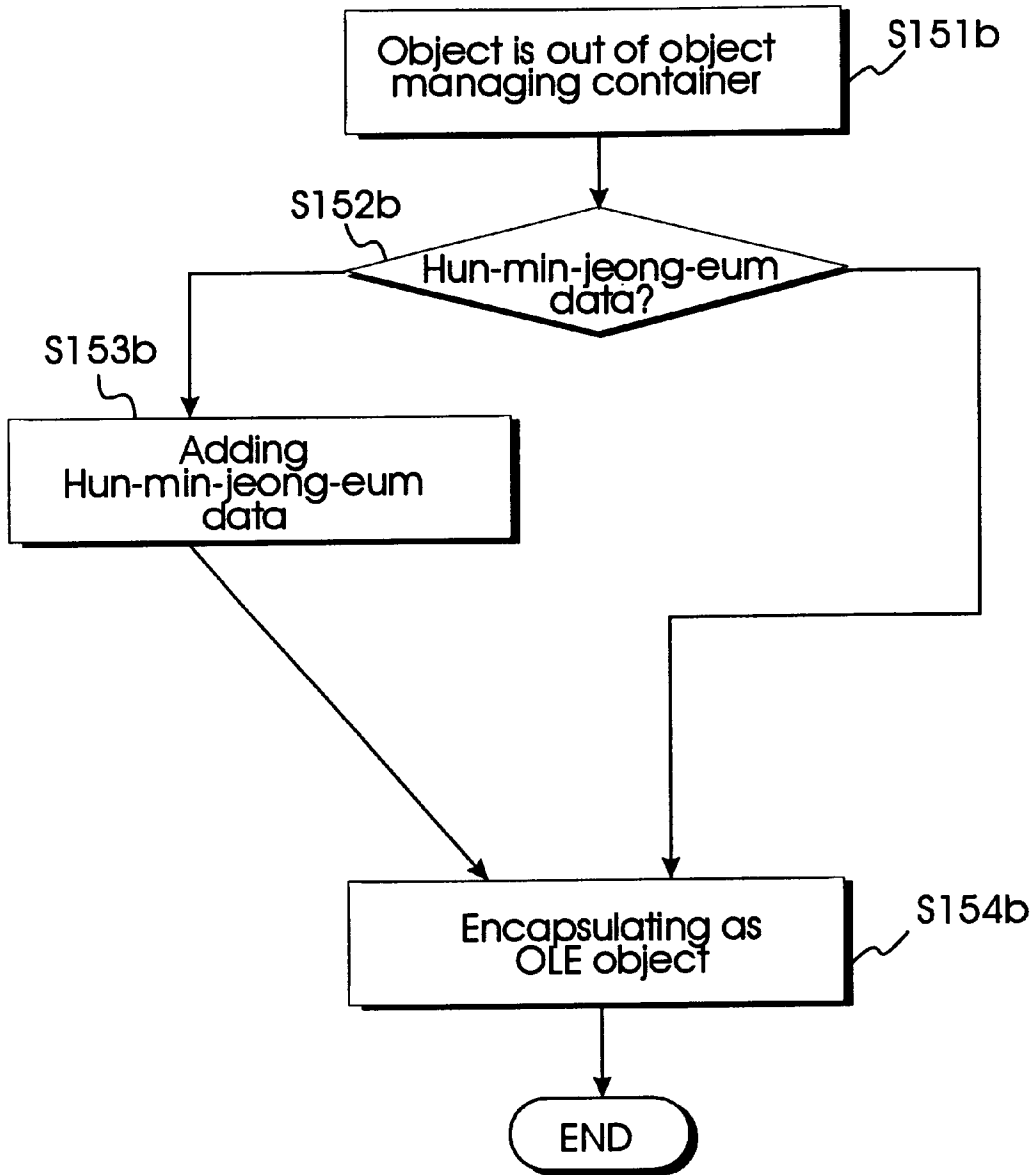 Object is out of object
managing container
S151b
S152b
Hun-min-jeong-eum
data?
S153b
Adding
Hun-min-jeong-eum
data
Encapsulating as
OLE object
S154b
END